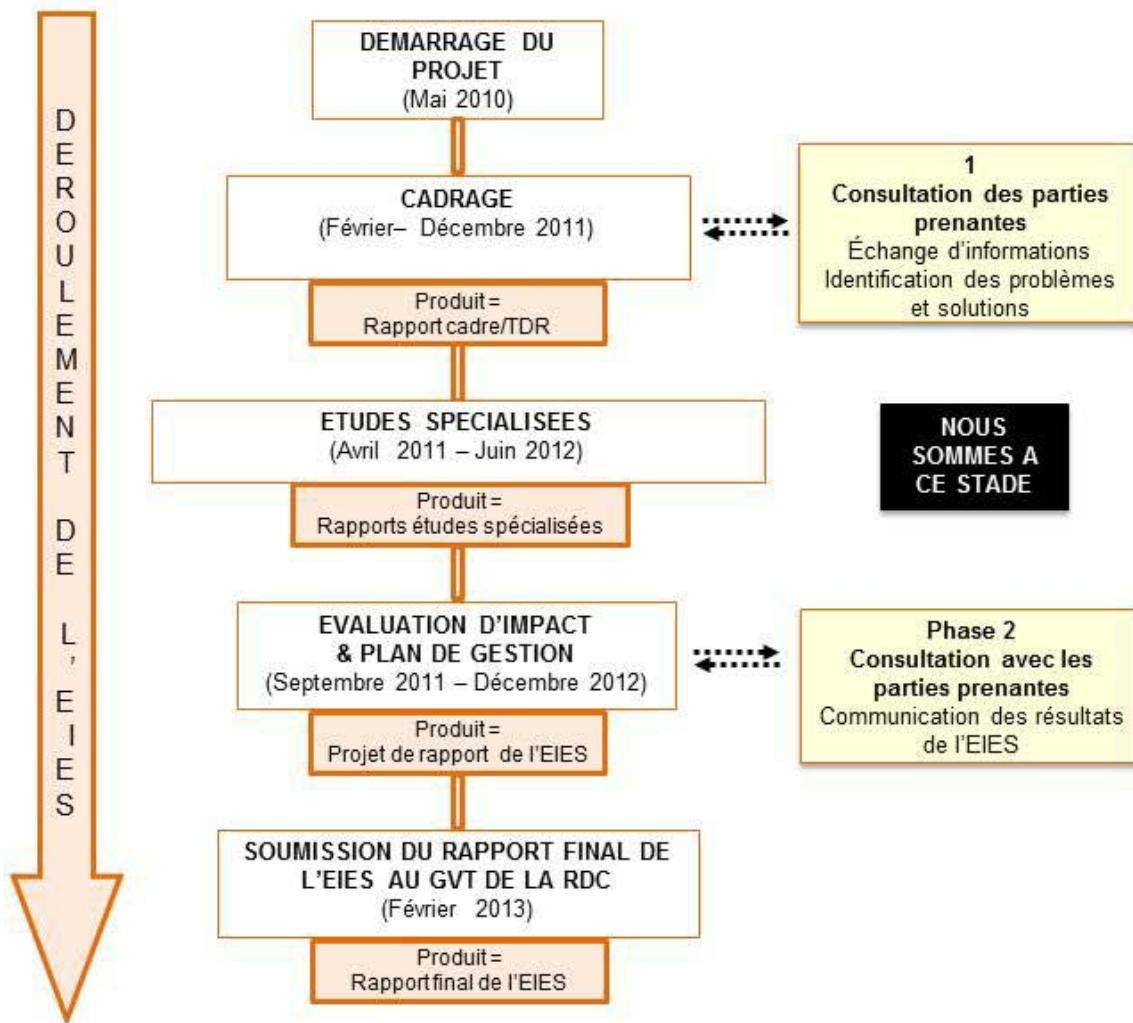 DEROULEMENT DE L'EIES
DEMARRAGE DU
PROJET
(Mai 2010)
CADRAGE
(Février– Décembre 2011)
Produit =
Rapport cadre/TDR
1
Consultation des parties
prenantes
Échange d'informations
Identification des problèmes
et solutions
ETUDES SPECIALISEES
(Avril 2011 – Juin 2012)
Produit =
Rapports études spécialisées
NOUS
SOMMES A
CE STADE
EVALUATION D'IMPACT
& PLAN DE GESTION
(Septembre 2011 – Décembre 2012)
Produit =
Projet de rapport de l'EIES
Phase 2
Consultation avec les
parties prenantes
Communication des résultats
de l'EIES
SOUMISSION DU RAPPORT FINAL DE
L'EIES AU GVT DE LA RDC
(Février 2013)
Produit =
Rapport final de l'EIES